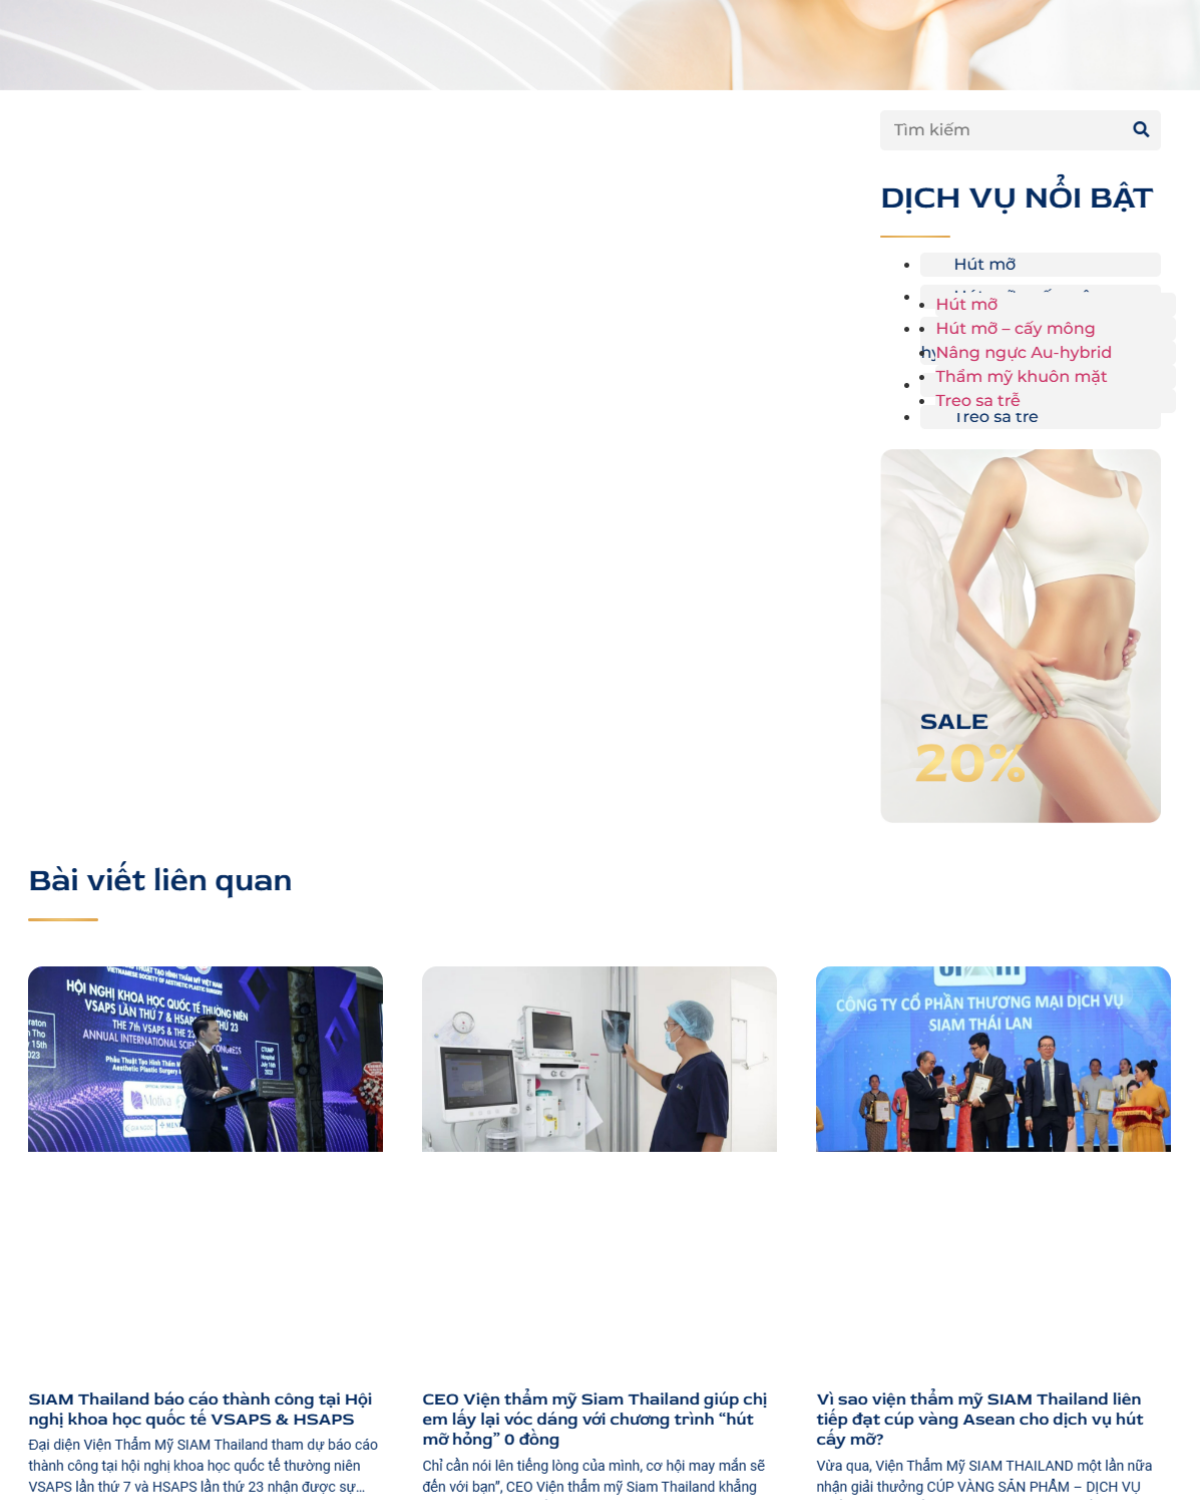 Tìm kiếm
DỊCH VỤ NỔI BẬT
Hút mỡ
Hút mỡ
Hút mỡ – cấy mông
Nâng ngực Au-hybrid
Thẩm mỹ khuôn mặt
Treo sa trễ
Treo sa trễ
SALE
20%
Bài viết liên quan
VIETNAMESE SOCIETY OF AESTHETIC PLASTIC SURGERY
HỘI NGHỊ KHOA HỌC QUỐC TẾ THƯỜNG NIÊN
VSAPS LẦN THỨ 7 & HSAPS THỨ 23
THE 7th VSAPS & THE 23
ANNUAL INTERNATIONAL
Aesthetic Plastic Surgery
Motiva
CÔNG TY CỔ PHẦN THƯƠNG MẠI DỊCH VỤ
SIAM THÁI LAN
SIAM Thailand báo cáo thành công tại Hội
nghị khoa học quốc tế VSAPS & HSAPS
Đại diện Viện Thẩm Mỹ SIAM Thailand tham dự báo cáo
thành công tại hội nghị khoa học quốc tế thường niên
VSAPS lần thứ 7 và HSAPS lần thứ 23 nhận được sự...
CEO Viện thẩm mỹ Siam Thailand giúp chị
em lấy lại vóc dáng với chương trình “hút
mỡ hỏng” 0 đồng
Chỉ cần nói lên tiếng lòng của mình, cơ hội may mắn sẽ
đến với bạn”, CEO Viện thẩm mỹ Siam Thailand khẳng
Vì sao viện thẩm mỹ SIAM Thailand liên
tiếp đạt cúp vàng Asean cho dịch vụ hút
cấy mỡ?
Vừa qua, Viện Thẩm Mỹ SIAM THAILAND một lần nữa
nhận giải thưởng CÚP VÀNG SẢN PHẨM – DỊCH VỤ